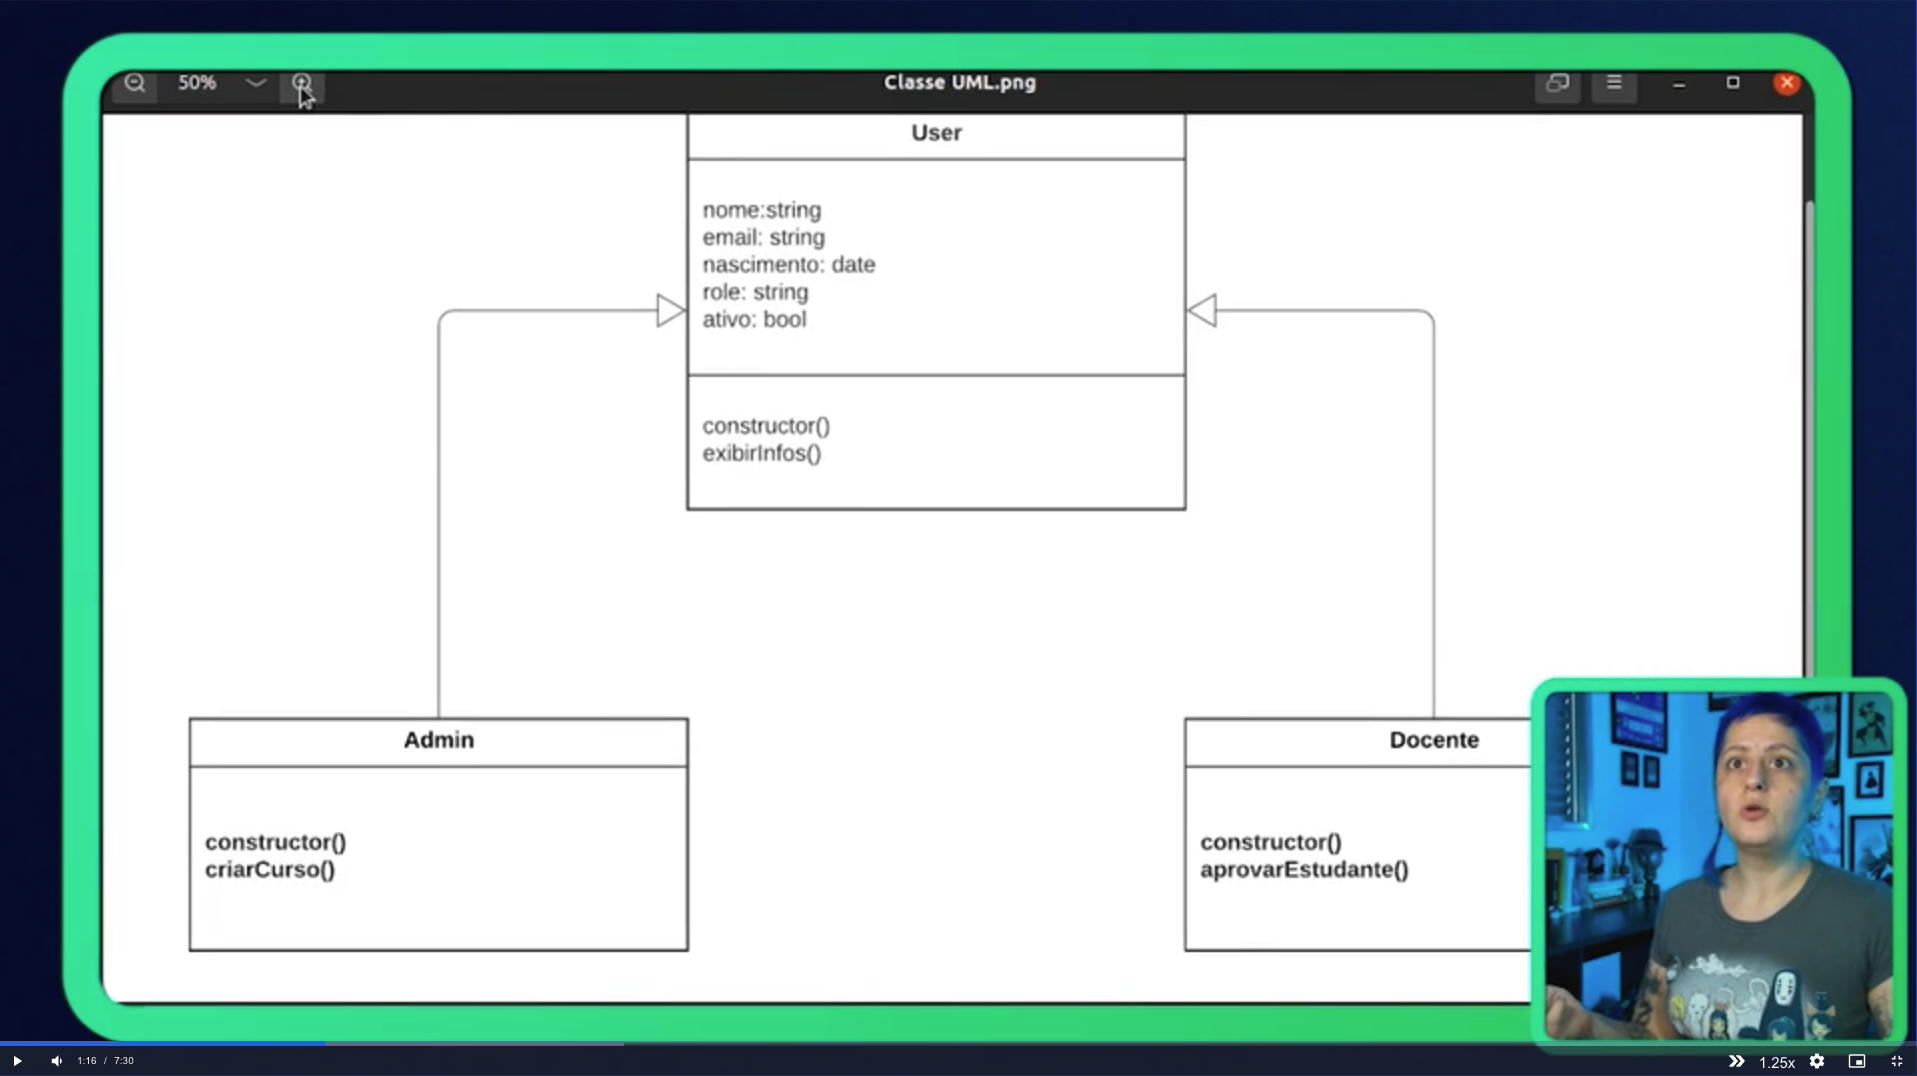 50%
Classe UML.png
User
nome:string
email: string
nascimento: date
role: string
ativo: bool
constructor()
exibirInfos()
Admin
constructor()
criarCurso()
Docente
constructor()
aprovarEstudante()
1:16 / 7:30
1.25x